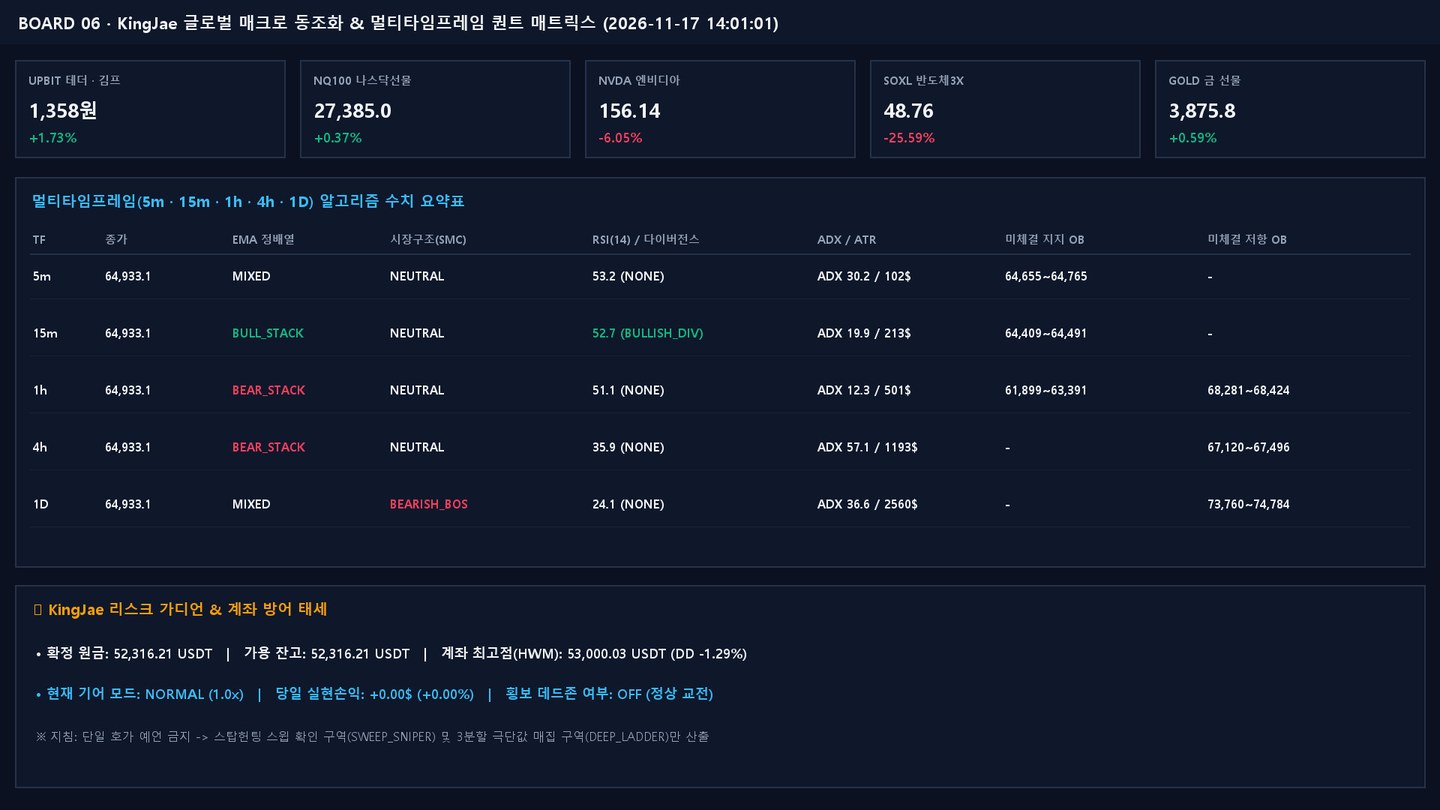 BOARD 06 · KingJae 글로벌 매크로 동조화 & 멀티타임프레임 퀀트 매트릭스 (2026-11-17 14:01:01)
UPBIT 테더 · 김프
1,358원
+1.73%
NQ100 나스닥선물
27,385.0
+0.37%
NVDA 엔비디아
156.14
-6.05%
SOXL 반도체3X
48.76
-25.59%
GOLD 금 선물
3,875.8
+0.59%
멀티타임프레임(5m · 15m · 1h · 4h · 1D) 알고리즘 수치 요약표
TF 종가 EMA 정배열 시장구조(SMC) RSI(14) / 다이버전스 ADX / ATR 미체결 지지 OB 미체결 저항 OB
5m 64,933.1 MIXED NEUTRAL 53.2 (NONE) ADX 30.2 / 102$ 64,655~64,765 -
15m 64,933.1 BULL_STACK NEUTRAL 52.7 (BULLISH_DIV) ADX 19.9 / 213$ 64,409~64,491 -
1h 64,933.1 BEAR_STACK NEUTRAL 51.1 (NONE) ADX 12.3 / 501$ 61,899~63,391 68,281~68,424
4h 64,933.1 BEAR_STACK NEUTRAL 35.9 (NONE) ADX 57.1 / 1193$ - 67,120~67,496
1D 64,933.1 MIXED BEARISH_BOS 24.1 (NONE) ADX 36.6 / 2560$ - 73,760~74,784
KingJae 리스크 가디언 & 계좌 방어 태세
• 확정 원금: 52,316.21 USDT | 가용 잔고: 52,316.21 USDT | 계좌 최고점(HWM): 53,000.03 USDT (DD -1.29%)
• 현재 기어 모드: NORMAL (1.0x) | 당일 실현손익: +0.00$ (+0.00%) | 횡보 데드존 여부: OFF (정상 교전)
※ 지침: 단일 호가 예언 금지 -> 스탑헌팅 스윕 확인 구역(SWEEP_SNIPER) 및 3분할 극단값 매집 구역(DEEP_LADDER)만 산출